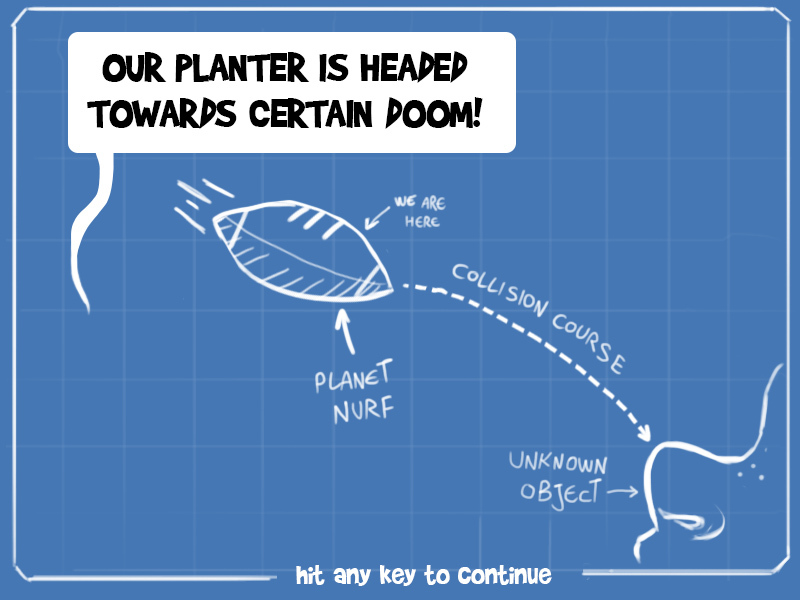 OUR PLANTER IS HEADED
TOWARDS CERTAIN DOOM!
WE ARE
HERE
COLLISION COURSE
PLANET
NURF
UNKNOWN
OBJECT
hit any key to continue